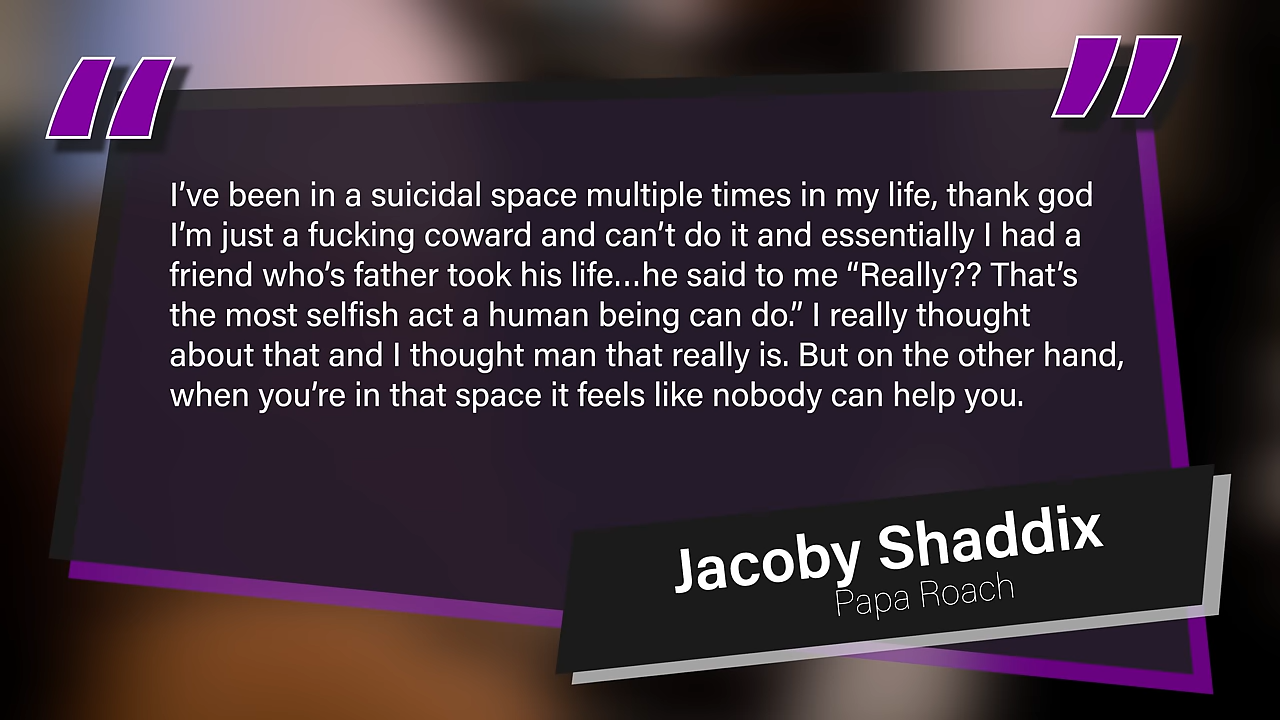 I’ve been in a suicidal space multiple times in my life, thank god
I’m just a fucking coward and can’t do it and essentially I had a
friend who’s father took his life...he said to me “Really?? That’s
the most selfish act a human being can do.” I really thought
about that and I thought man that really is. But on the other hand,
when you’re in that space it feels like nobody can help you.
Jacoby Shaddix
Papa Roach